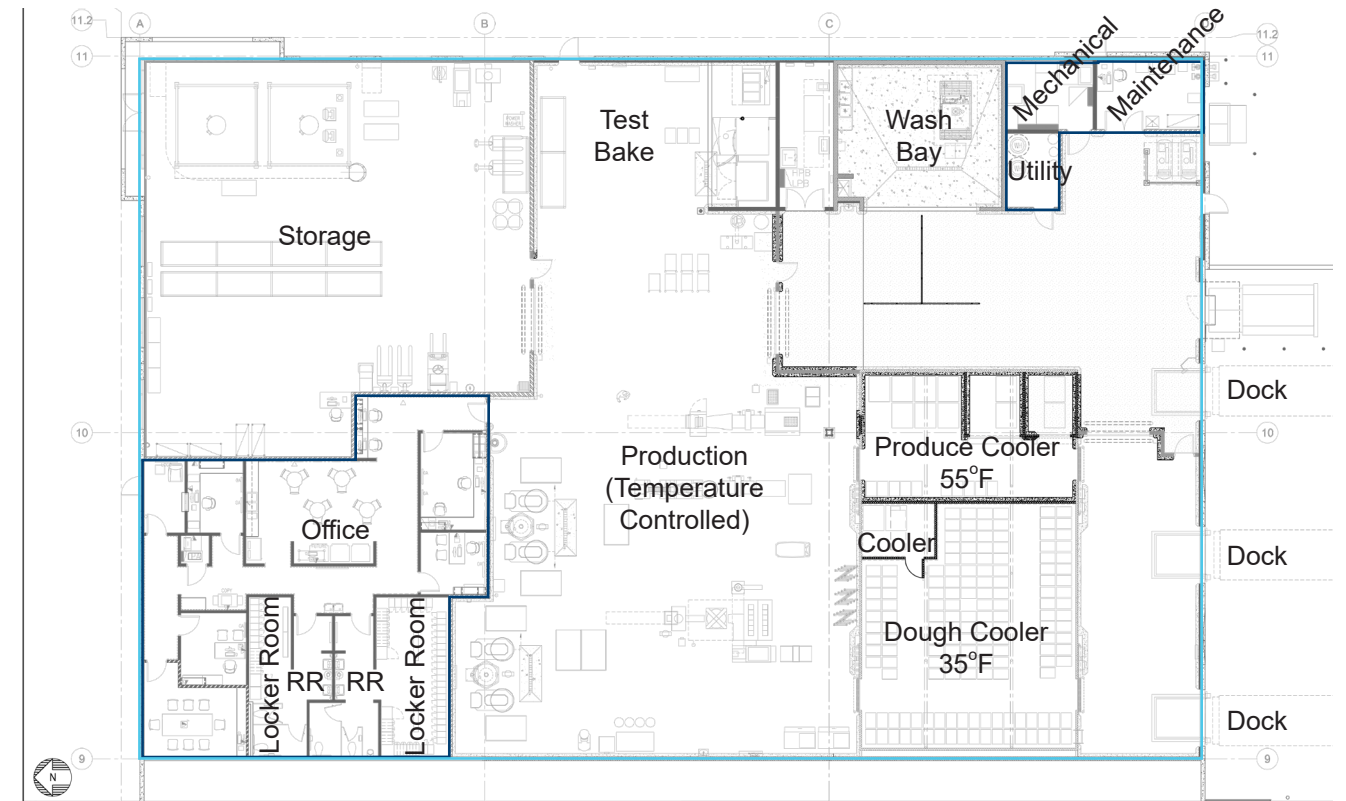 11.2
A
B
C
11.2
11
11
Mechanical
Maintenance
Test
Bake
Wash
Bay
Utility
Storage
Dock
10
10
Production
(Temperature
Controlled)
Produce Cooler
55°F
Office
Cooler
Dock
Locker Room
RR
RR
Locker Room
Dough Cooler
35°F
Dock
9
9
N